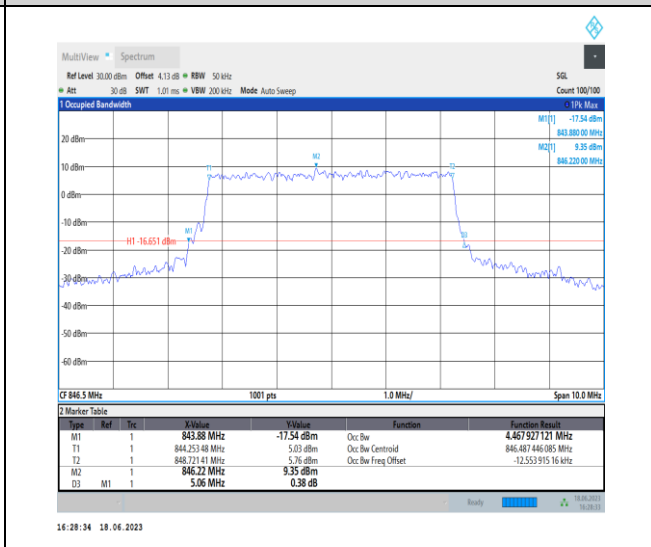 MultiView Spectrum
Ref Level 30.00 dBm Offset 4.13 dB RBW 50 kHz SGL
Att 30 dB SWT 1.01 ms VBW 200 kHz Mode Auto Sweep Count 100/100
1 Occupied Bandwidth 1Pk Max
M1[1] -17.54 dBm
843.880 00 MHz
M2[1] 9.35 dBm
846.220 00 MHz
20 dBm
M2
10 dBm
T1
T2
0 dBm
-10 dBm
M1
D3
H1 -16.651 dBm
-20 dBm
-30 dBm
-40 dBm
-50 dBm
-60 dBm
CF 846.5 MHz 1001 pts 1.0 MHz/ Span 10.0 MHz
2 Marker Table
Type Ref Trc X-Value Y-Value Function Function Result
M1 1 843.88 MHz -17.54 dBm Occ Bw 4.467 927 121 MHz
T1 1 844.253 48 MHz 5.03 dBm Occ Bw Centroid 846.487 446 085 MHz
T2 1 848.721 41 MHz 5.76 dBm Occ Bw Freq Offset -12.553 915 16 kHz
M2 1 846.22 MHz 9.35 dBm
D3 M1 1 5.06 MHz 0.38 dB
Ready 18.06.2023
16:28:33
16:28:34 18.06.2023